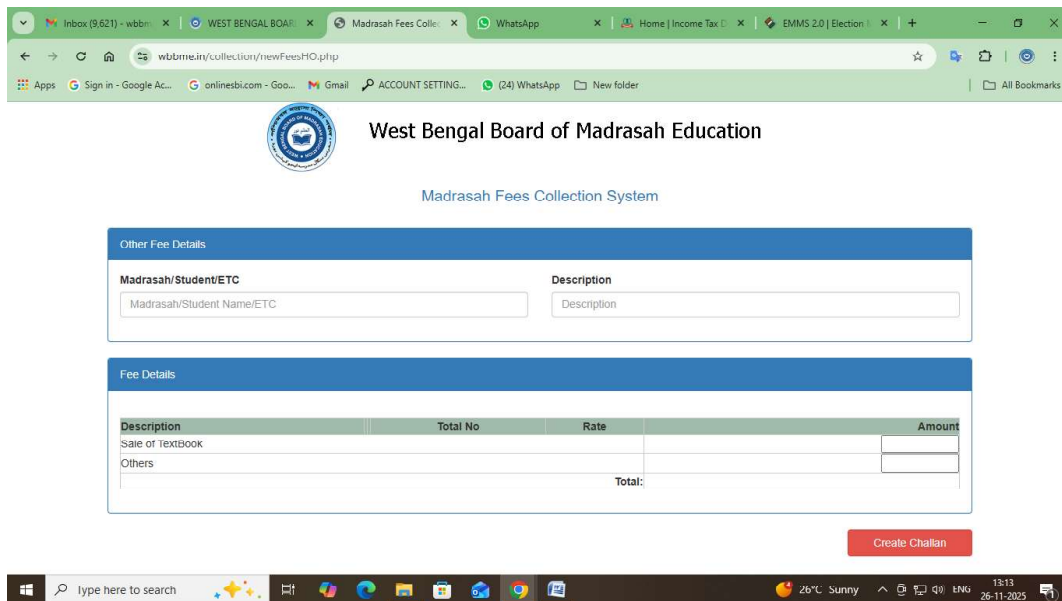 Inbox (9,621) - wbbm
WEST BENGAL BOAR
Madrasah Fees Collec
WhatsApp
Home | Income Tax D
EMMS 2.0 | Election
wbbme.in/collection/newFeesHO.php
Apps
Sign in - Google Ac...
onlinesbi.com - Goo...
Gmail
ACCOUNT SETTING...
(24) WhatsApp
New folder
All Bookmarks
West Bengal Board of Madrasah Education
Madrasah Fees Collection System
Other Fee Details
Madrasah/Student/ETC Description
Madrasah/Student Name/ETC Description
Fee Details
Description Total No Rate Amount
Sale of TextBook
Others
Total:
Create Challan
Type here to search
26°C Sunny
ENG
13:13
26-11-2025